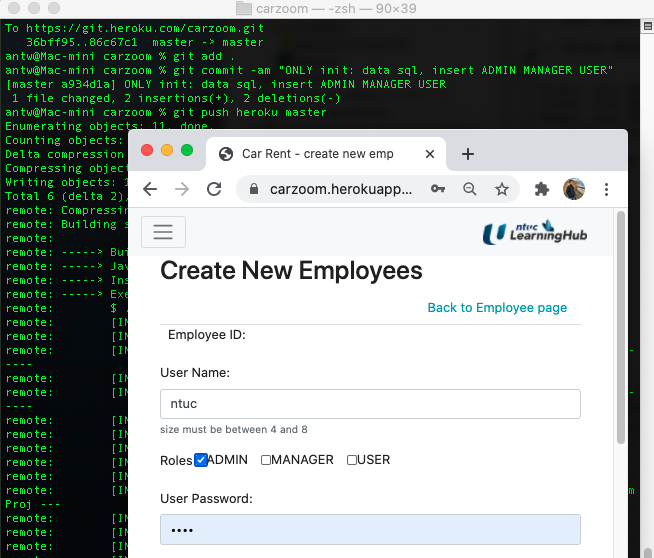 carzoom — -zsh — 90×39
To https://git.heroku.com/carzoom.git
36bff95..86c67c1 master -> master
antw@Mac-mini carzoom % git add .
antw@Mac-mini carzoom % git commit -am "ONLY init: data sql, insert ADMIN MANAGER USER"
[master a934d1a] ONLY init: data sql, insert ADMIN MANAGER USER
1 file changed, 2 insertions(+), 2 deletions(-)
antw@Mac-mini carzoom % git push heroku master
Enumerating objects: 11, done.
Counting objects:
Delta compression
Compressing object
Writing objects: 1
Total 6 (delta 2),
remote: Compressin
remote: Building s
remote:
remote: -----> Bui
remote: -----> Jav
remote: -----> Ins
remote: -----> Exe
remote: $ .
remote: [IN
remote: [IN
remote: [IN
----
remote: [IN
remote: [IN
----
remote: [IN
remote: [IN
remote: [IN
remote: [IN
remote: [IN
remote: [IN
Proj ---
remote: [IN
remote: [IN
remote: [IN
Car Rent - create new emp
carzoom.herokuapp...
ntuc
LearningHub
Create New Employees
Back to Employee page
Employee ID:
User Name:
ntuc
size must be between 4 and 8
Roles ADMIN MANAGER USER
User Password:
••••